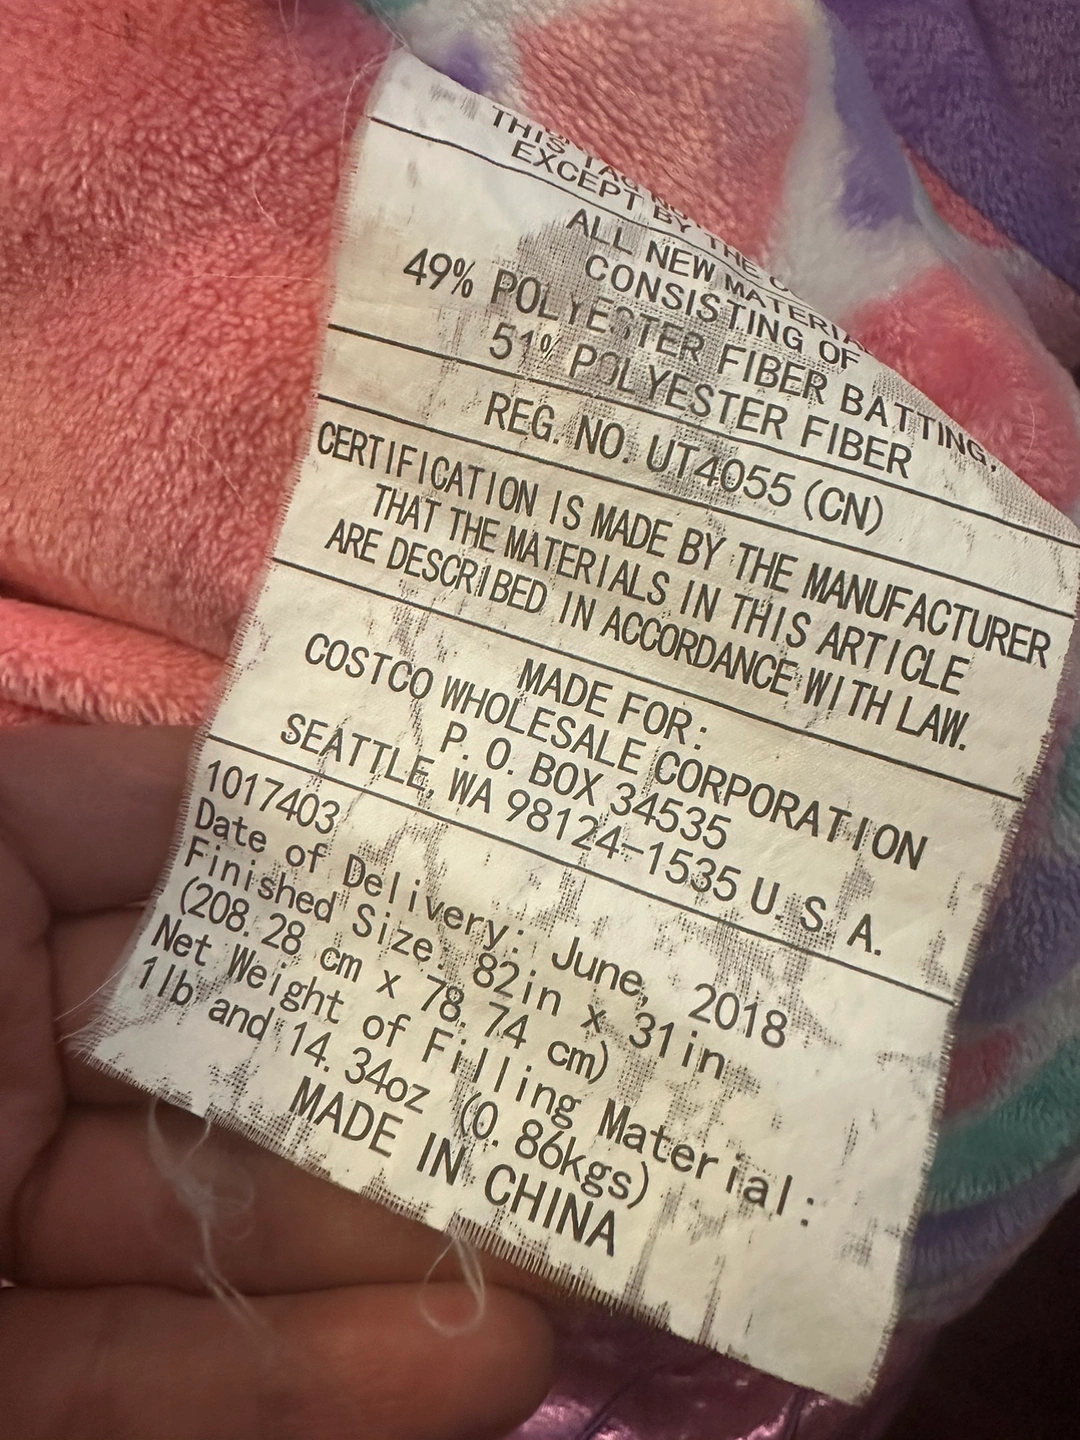 THIS TAG NO
EXCEPT BY THE C
ALL NEW MATERIA
CONSISTING OF
49% POLYESTER FIBER BATTING,
51% POLYESTER FIBER
REG. NO. UT4055 (CN)
CERTIFICATION IS MADE BY THE MANUFACTURER
THAT THE MATERIALS IN THIS ARTICLE
ARE DESCRIBED IN ACCORDANCE WITH LAW.
MADE FOR:
COSTCO WHOLESALE CORPORATION
P. O. BOX 34535
SEATTLE, WA 98124-1535 U. S. A.
1017403
Date of Delivery: June, 2018
Finished Size: 82in x 31in
(208.28 cm x 78.74 cm)
Net Weight of Filling Material:
1lb and 14.34oz (0.86kgs)
MADE IN CHINA